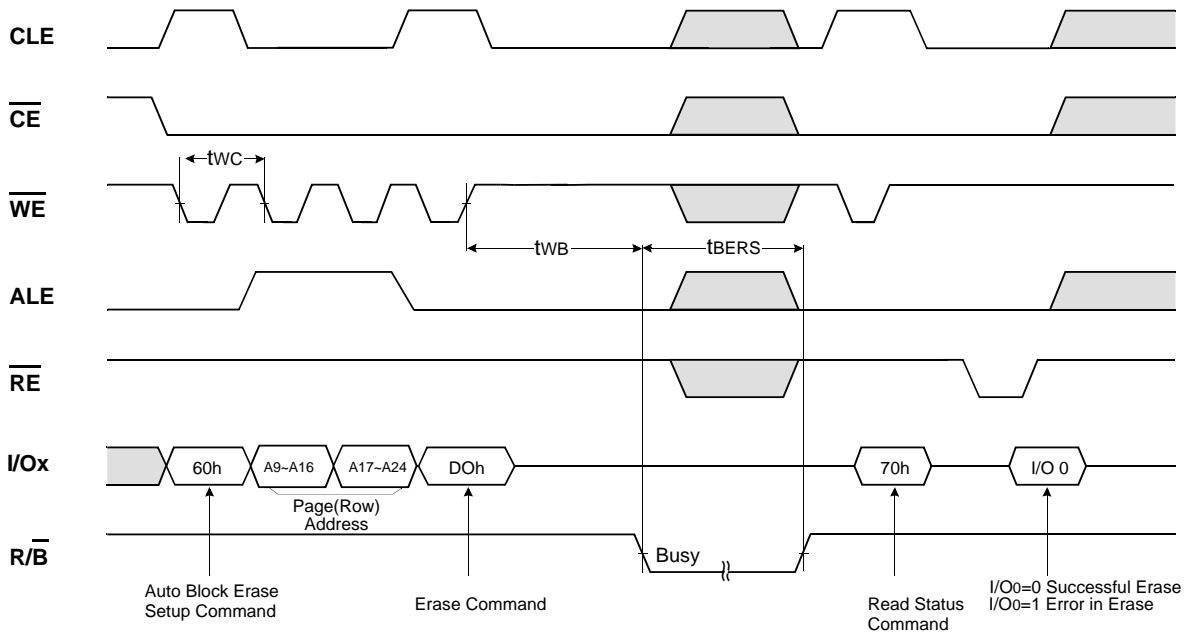 CLE
CE
tWC
WE
tWB
tBERS
ALE
RE
I/Ox
60h
A9~A16
A17~A24
DOh
70h
I/O 0
Page(Row)
Address
R/B
Busy
Auto Block Erase
Setup Command
Erase Command
Read Status
Command
I/O0=0 Successful Erase
I/O0=1 Error in Erase